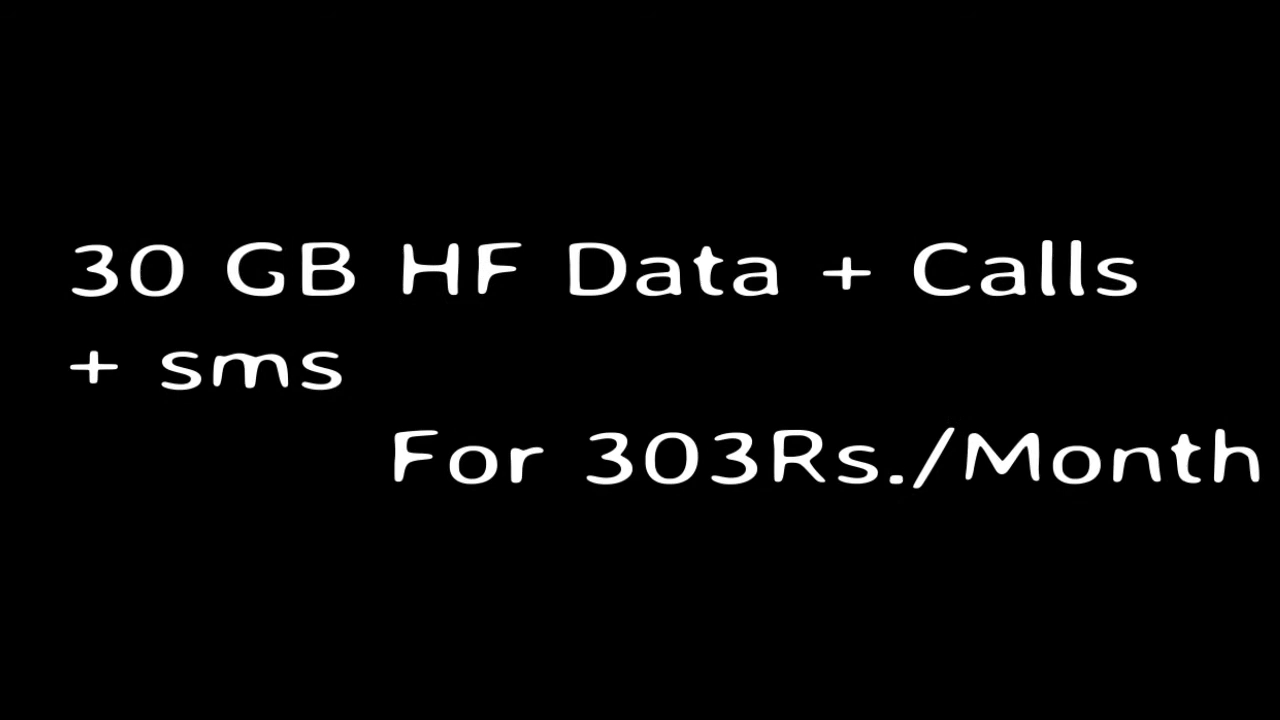 30 GB HF Data + Calls
+ sms
For 303Rs./Month